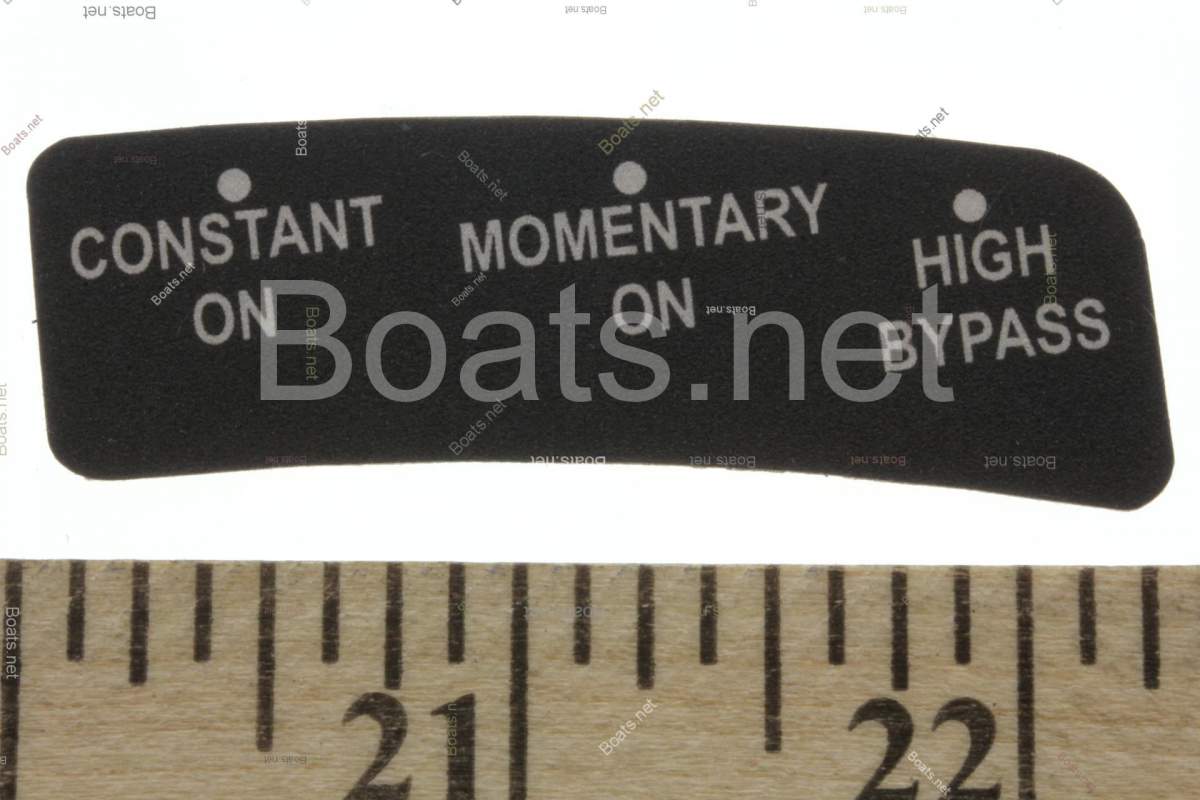 CONSTANT
ON
MOMENTARY
ON
HIGH
BYPASS
Boats.net
21
22